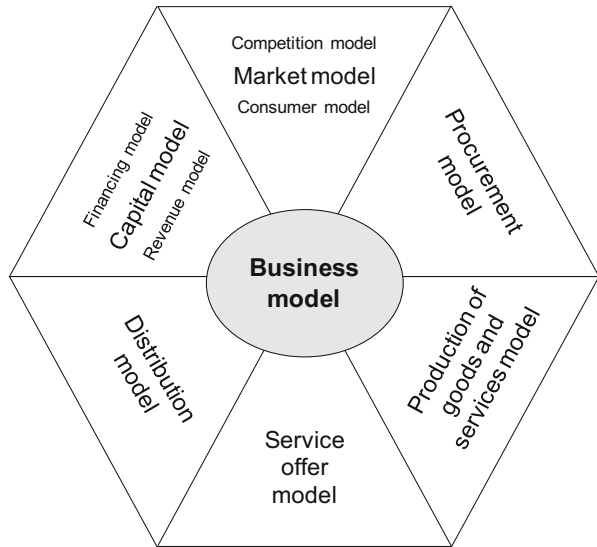 Competition model
Market model
Consumer model
Procurement
model
Production of
goods and
services model
Service
offer
model
Distribution
model
Financing model
Capital model
Revenue model
Business
model